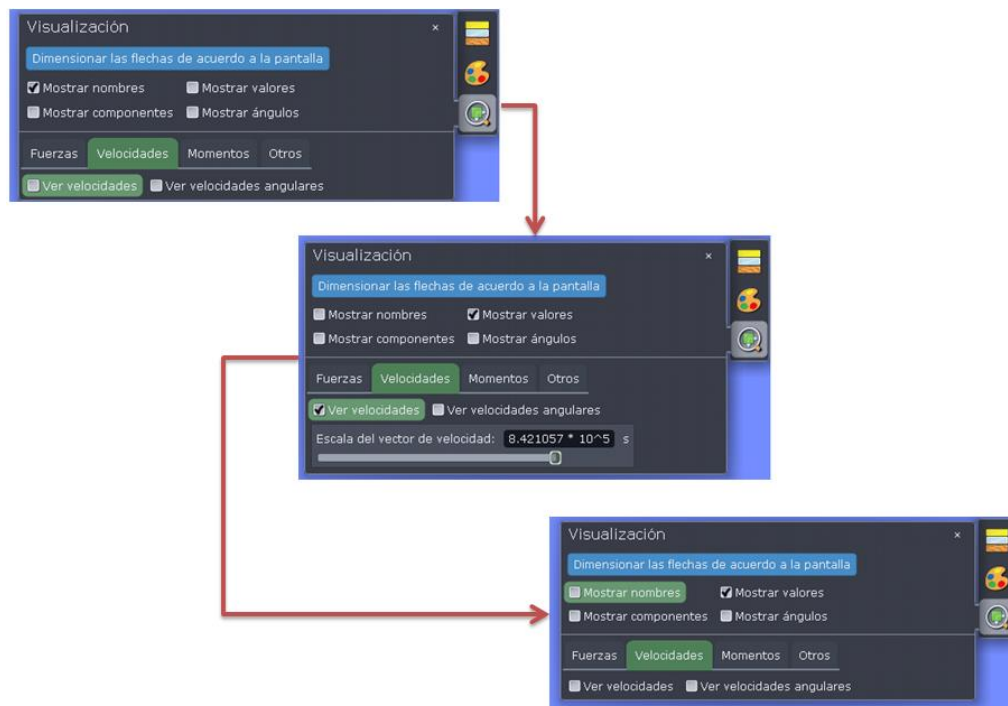 Visualización ×
Dimensionar las flechas de acuerdo a la pantalla
Mostrar nombres Mostrar valores
Mostrar componentes Mostrar ángulos
Fuerzas Velocidades Momentos Otros
Ver velocidades Ver velocidades angulares
Visualización ×
Dimensionar las flechas de acuerdo a la pantalla
Mostrar nombres Mostrar valores
Mostrar componentes Mostrar ángulos
Fuerzas Velocidades Momentos Otros
Ver velocidades Ver velocidades angulares
Escala del vector de velocidad: 8.421057 * 10^5 s
Visualización ×
Dimensionar las flechas de acuerdo a la pantalla
Mostrar nombres Mostrar valores
Mostrar componentes Mostrar ángulos
Fuerzas Velocidades Momentos Otros
Ver velocidades Ver velocidades angulares